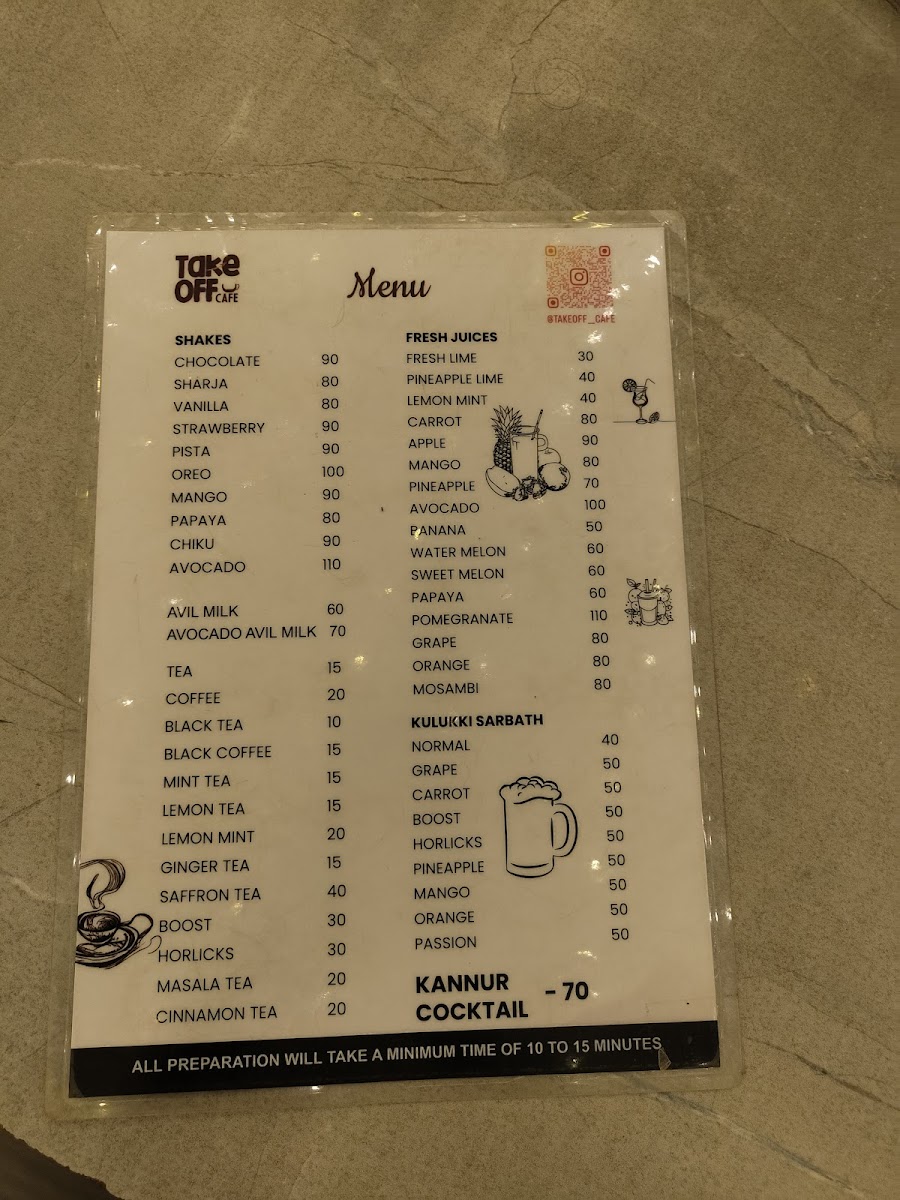 Take
OFF CAFE
Menu
@TAKEOFF_CAFE
SHAKES
CHOCOLATE 90
SHARJA 80
VANILLA 80
STRAWBERRY 90
PISTA 90
OREO 100
MANGO 90
PAPAYA 80
CHIKU 90
AVOCADO 110
AVIL MILK 60
AVOCADO AVIL MILK 70
TEA 15
COFFEE 20
BLACK TEA 10
BLACK COFFEE 15
MINT TEA 15
LEMON TEA 15
LEMON MINT 20
GINGER TEA 15
SAFFRON TEA 40
BOOST 30
HORLICKS 30
MASALA TEA 20
CINNAMON TEA 20
FRESH JUICES
FRESH LIME 30
PINEAPPLE LIME 40
LEMON MINT 40
CARROT 80
APPLE 90
MANGO 80
PINEAPPLE 70
AVOCADO 100
BANANA 50
WATER MELON 60
SWEET MELON 60
PAPAYA 60
POMEGRANATE 110
GRAPE 80
ORANGE 80
MOSAMBI 80
KULUKKI SARBATH
NORMAL 40
GRAPE 50
CARROT 50
BOOST 50
HORLICKS 50
PINEAPPLE 50
MANGO 50
ORANGE 50
PASSION 50
KANNUR
COCKTAIL - 70
ALL PREPARATION WILL TAKE A MINIMUM TIME OF 10 TO 15 MINUTES